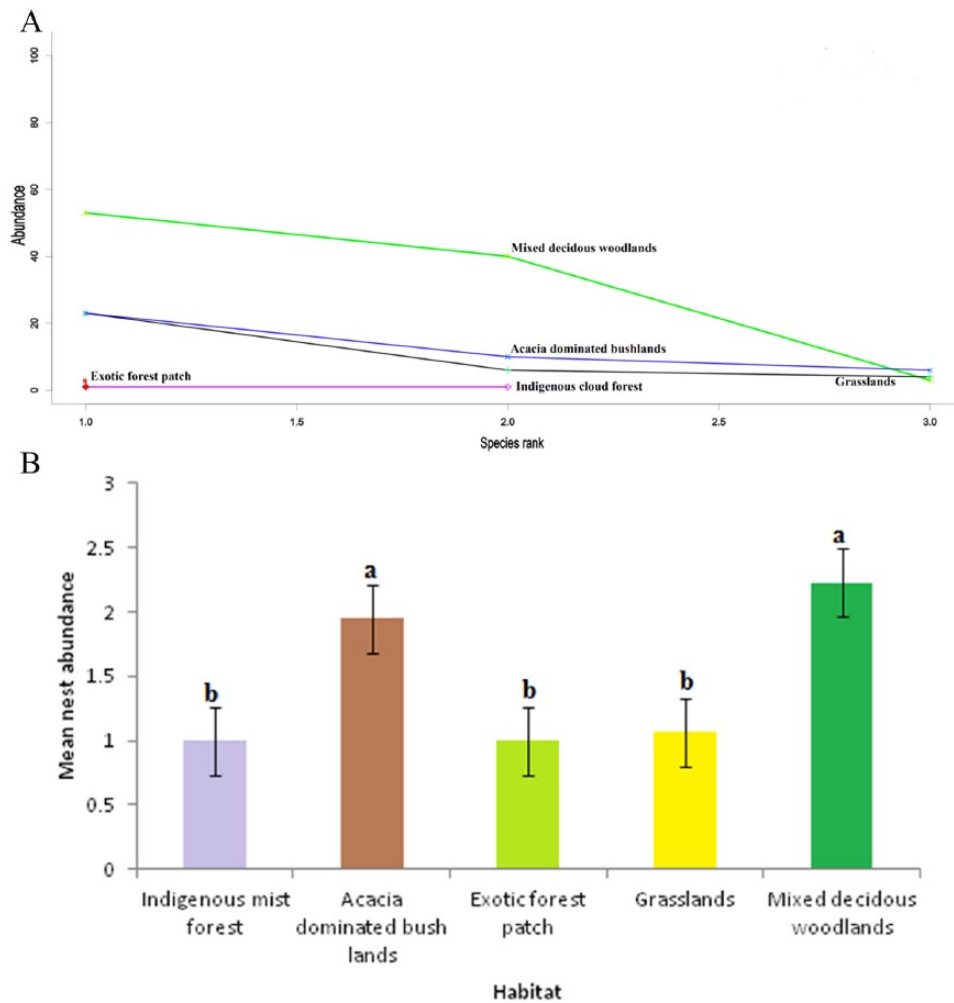 A
100
80
60
40
20
0
Abundance
Mixed decidous woodlands
Acacia dominated bushlands
Exotic forest patch
Indigenous cloud forest
Grasslands
1.0 1.5 2.0 2.5 3.0
Species rank
B
3
2.5
2
1.5
1
0.5
0
Mean nest abundance
b a b b a
Indigenous mist Acacia Exotic forest Grasslands Mixed decidous
forest dominated bush patch woodlands
lands
Habitat